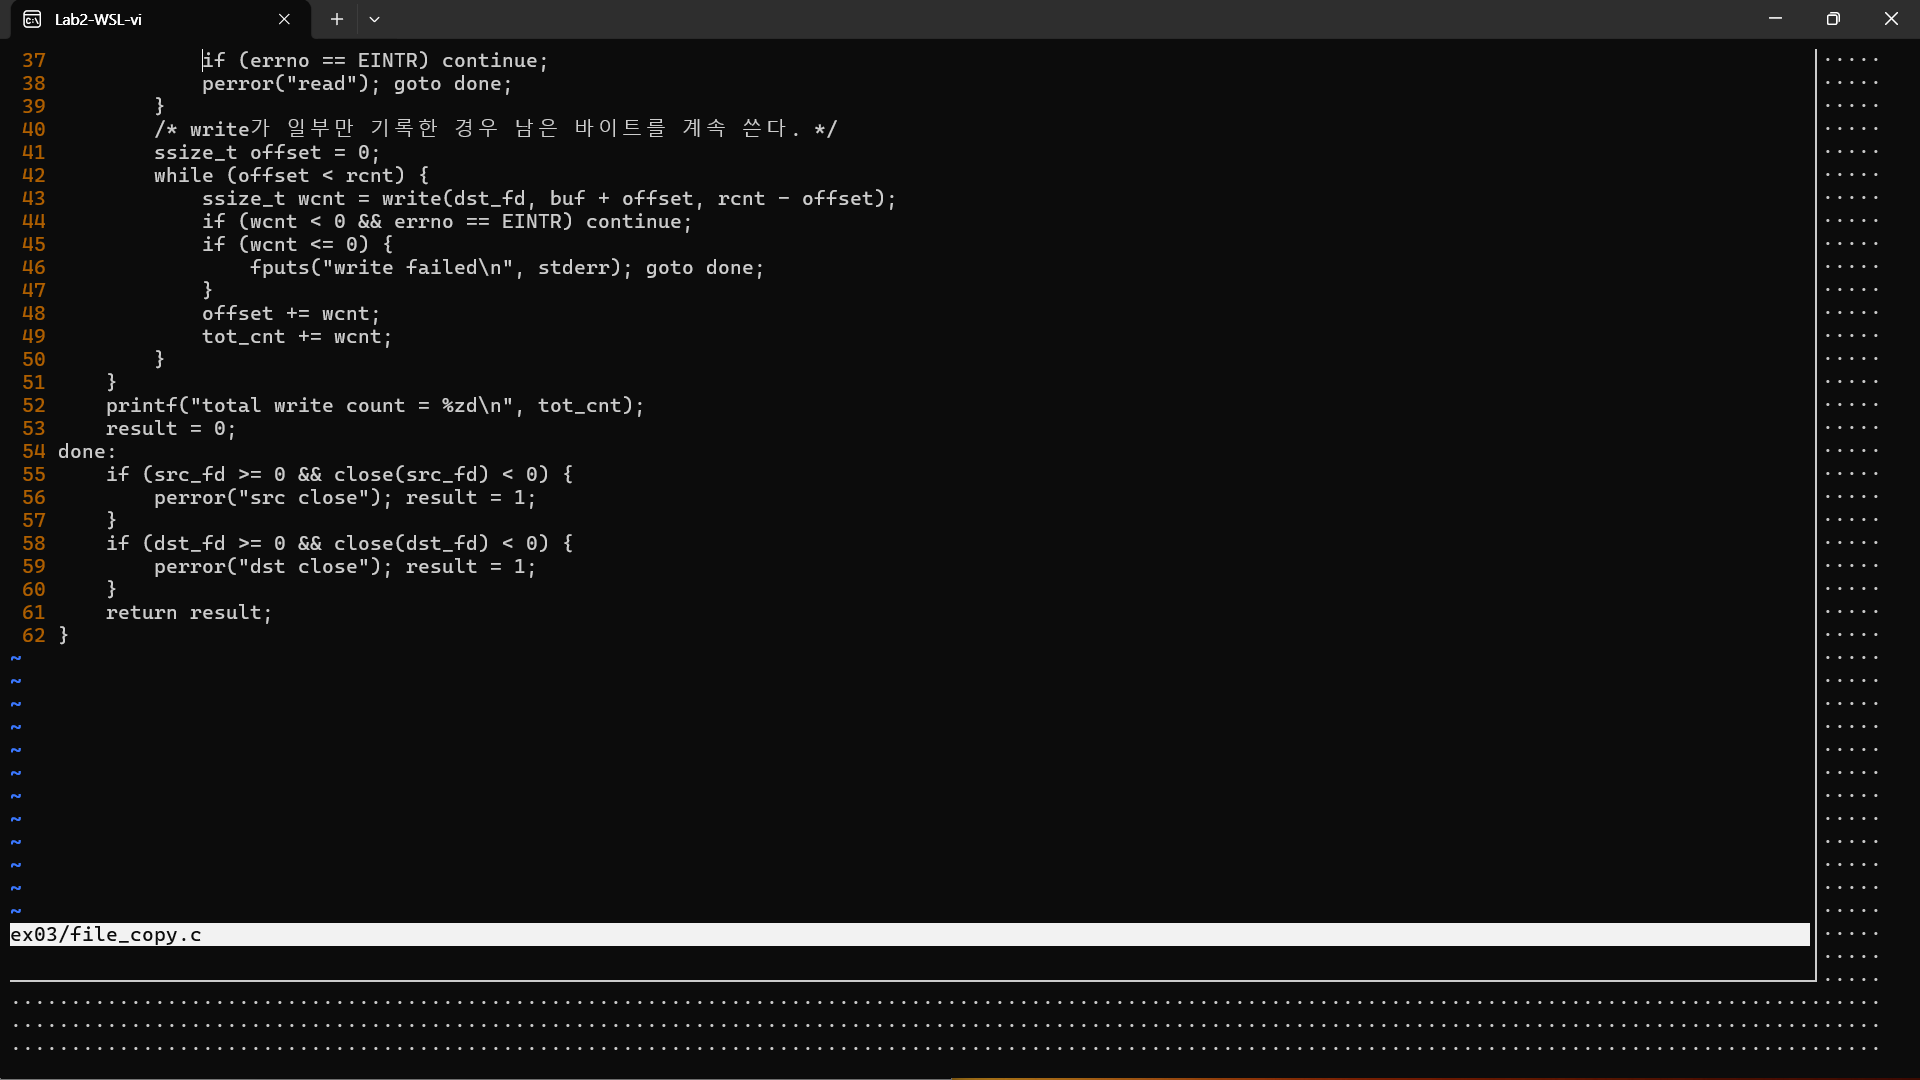 Lab2-WSL-vi
37             if (errno == EINTR) continue;
38             perror("read"); goto done;
39         }
40         /* write가 일부만 기록한 경우 남은 바이트를 계속 쓴다. */
41         ssize_t offset = 0;
42         while (offset < rcnt) {
43             ssize_t wcnt = write(dst_fd, buf + offset, rcnt - offset);
44             if (wcnt < 0 && errno == EINTR) continue;
45             if (wcnt <= 0) {
46                 fputs("write failed\n", stderr); goto done;
47             }
48             offset += wcnt;
49             tot_cnt += wcnt;
50         }
51     }
52     printf("total write count = %zd\n", tot_cnt);
53     result = 0;
54 done:
55     if (src_fd >= 0 && close(src_fd) < 0) {
56         perror("src close"); result = 1;
57     }
58     if (dst_fd >= 0 && close(dst_fd) < 0) {
59         perror("dst close"); result = 1;
60     }
61     return result;
62 }
~
~
~
~
~
~
~
~
~
~
~
~
ex03/file_copy.c